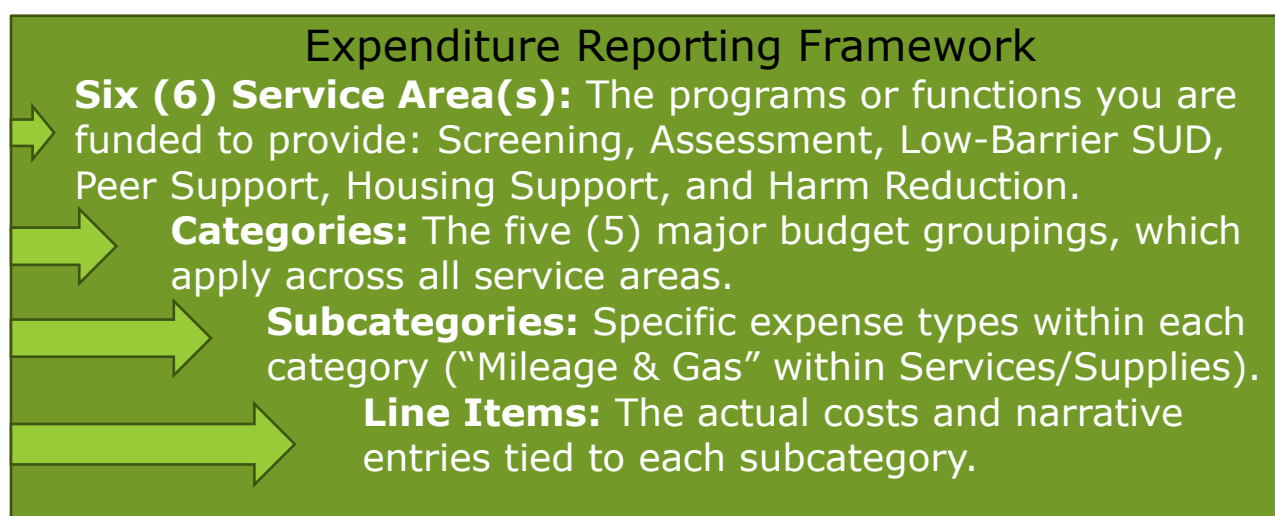 Expenditure Reporting Framework
Six (6) Service Area(s): The programs or functions you are
funded to provide: Screening, Assessment, Low-Barrier SUD,
Peer Support, Housing Support, and Harm Reduction.
Categories: The five (5) major budget groupings, which
apply across all service areas.
Subcategories: Specific expense types within each
category (“Mileage & Gas” within Services/Supplies).
Line Items: The actual costs and narrative
entries tied to each subcategory.